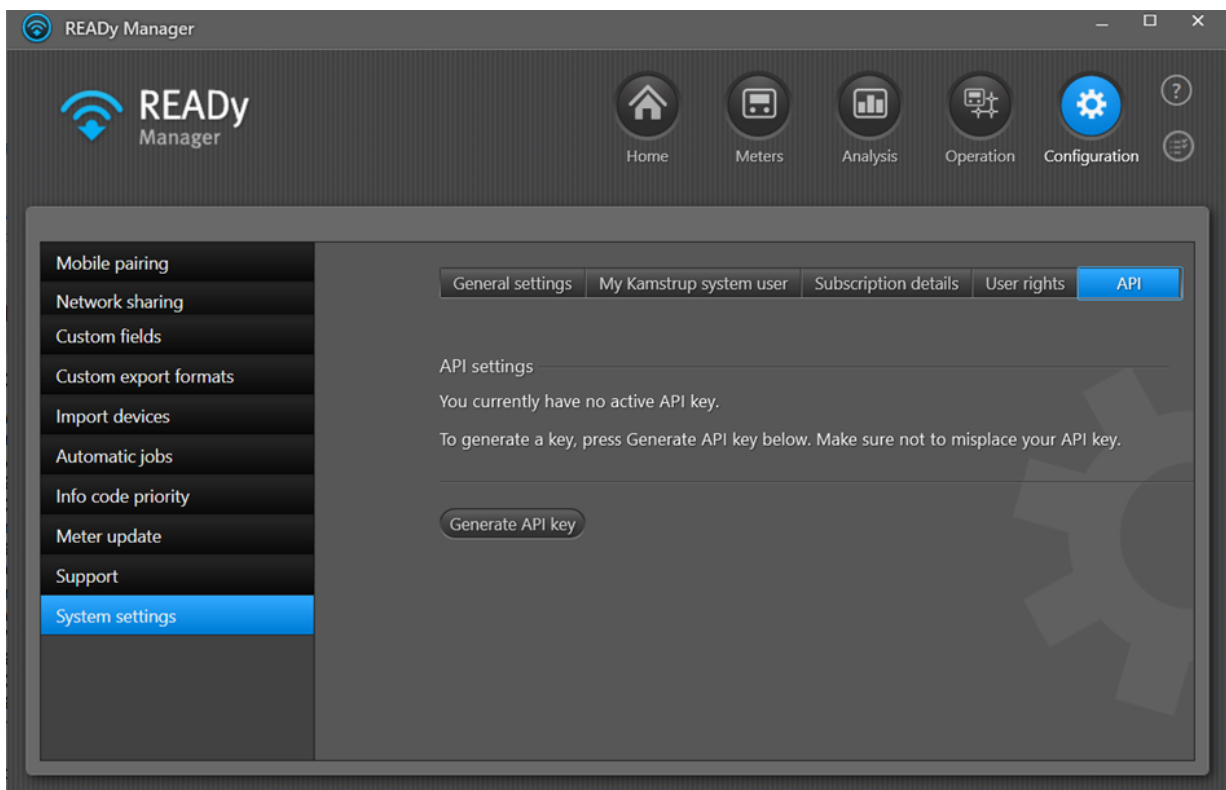 READy Manager
READy
Manager
Home
Meters
Analysis
Operation
Configuration
?
Mobile pairing
Network sharing
Custom fields
Custom export formats
Import devices
Automatic jobs
Info code priority
Meter update
Support
System settings
General settings
My Kamstrup system user
Subscription details
User rights
API
API settings
You currently have no active API key.
To generate a key, press Generate API key below. Make sure not to misplace your API key.
Generate API key